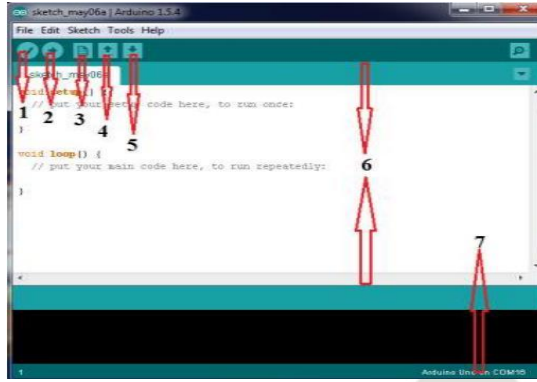 sketch_may06a | Arduino 1.5.4
File Edit Sketch Tools Help
sketch_may06a
void setup() {
// put your setup code here, to run once:
1 2 3 4 5
}
void loop() {
// put your main code here, to run repeatedly:
6
}
7
1 Arduino Uno on COM16